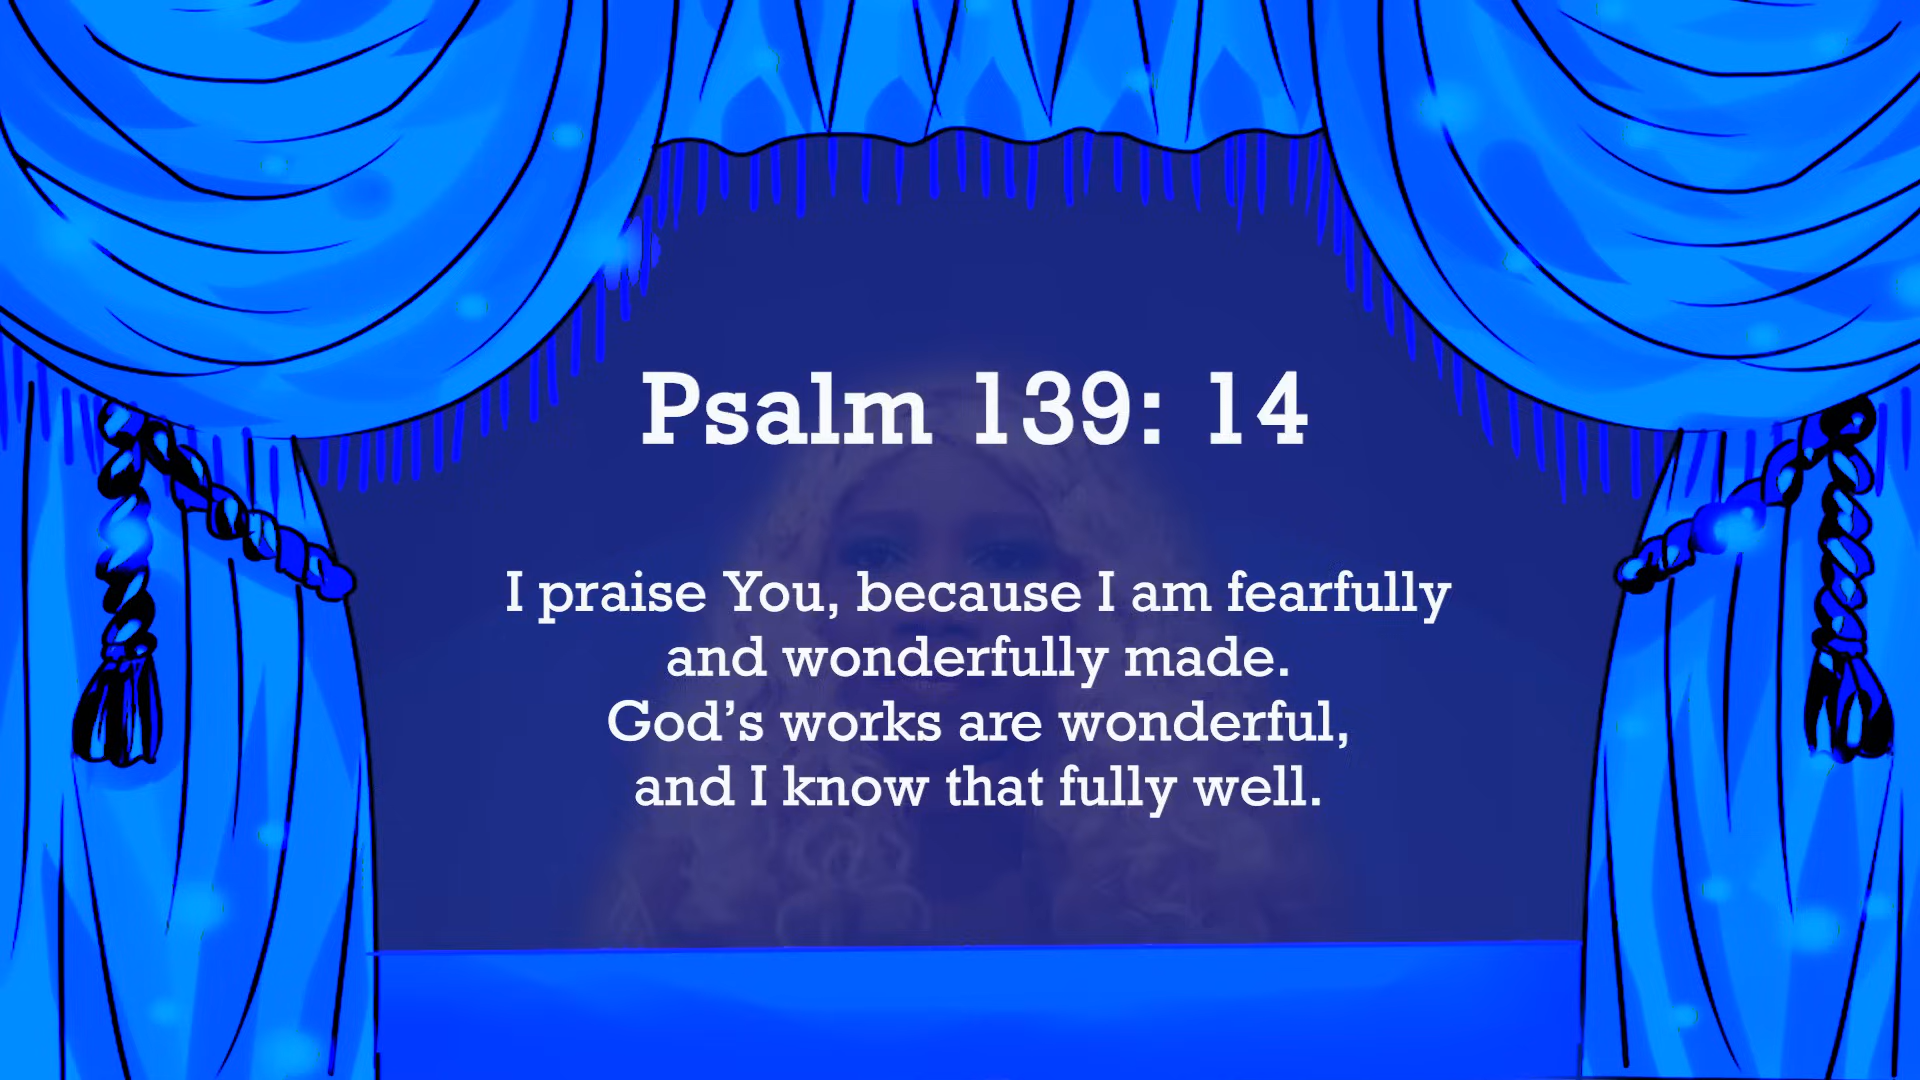 Psalm 139: 14
I praise You, because I am fearfully
and wonderfully made.
God’s works are wonderful,
and I know that fully well.